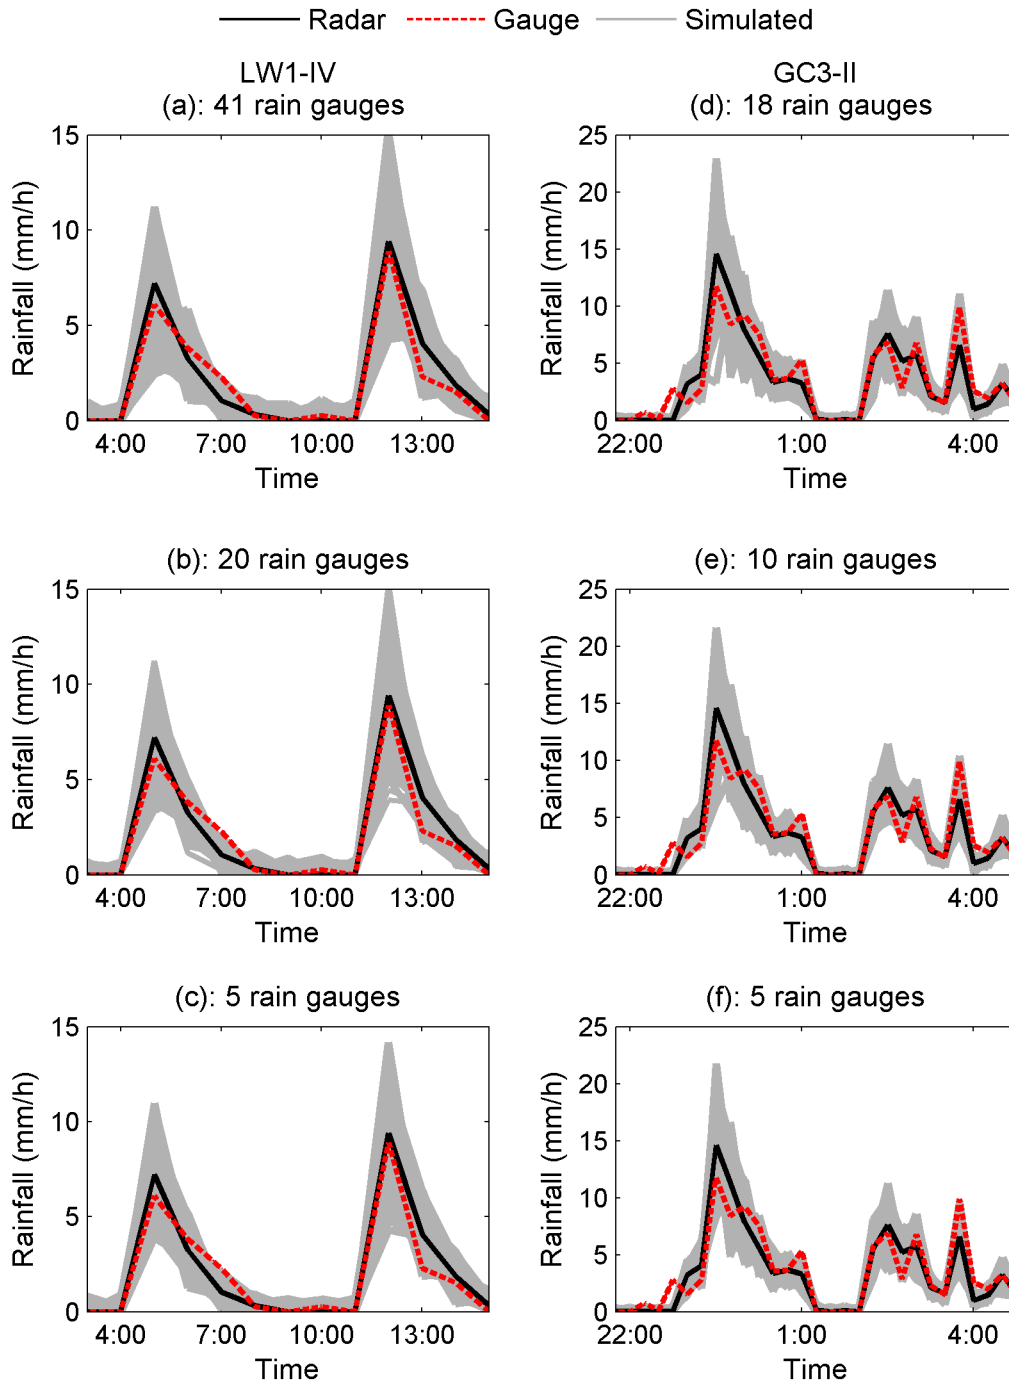 Radar Gauge Simulated
LW1-IV
(a): 41 rain gauges
15
10
5
0
Rainfall (mm/h)
4:00 7:00 10:00 13:00
Time
GC3-II
(d): 18 rain gauges
25
20
15
10
5
0
Rainfall (mm/h)
22:00 1:00 4:00
Time
(b): 20 rain gauges
15
10
5
0
Rainfall (mm/h)
4:00 7:00 10:00 13:00
Time
(e): 10 rain gauges
25
20
15
10
5
0
Rainfall (mm/h)
22:00 1:00 4:00
Time
(c): 5 rain gauges
15
10
5
0
Rainfall (mm/h)
4:00 7:00 10:00 13:00
Time
(f): 5 rain gauges
25
20
15
10
5
0
Rainfall (mm/h)
22:00 1:00 4:00
Time